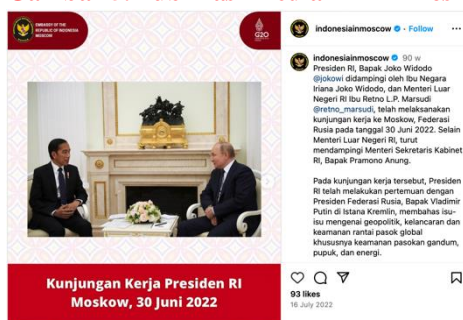 EMBASSY OF THE
REPUBLIC OF INDONESIA
MOSCOW
G20
Kunjungan Kerja Presiden RI
Moskow, 30 Juni 2022
indonesiainmoscow • Follow
indonesiainmoscow 90 w
Presiden RI, Bapak Joko Widodo
@jokowi didampingi oleh Ibu Negara
Iriana Joko Widodo, dan Menteri Luar
Negeri RI Ibu Retno L.P. Marsudi
@retno_marsudi, telah melaksanakan
kunjungan kerja ke Moskow, Federasi
Rusia pada tanggal 30 Juni 2022. Selain
Menteri Luar Negeri RI, turut
mendampingi Menteri Sekretaris Kabinet
RI, Bapak Pramono Anung.
Pada kunjungan kerja tersebut, Presiden
RI telah melakukan pertemuan dengan
Presiden Federasi Rusia, Bapak Vladimir
Putin di Istana Kremlin, membahas isu-
isu mengenai geopolitik, kelancaran dan
keamanan rantai pasok global
khususnya keamanan pasokan gandum,
pupuk, dan energi.
93 likes
16 July 2022